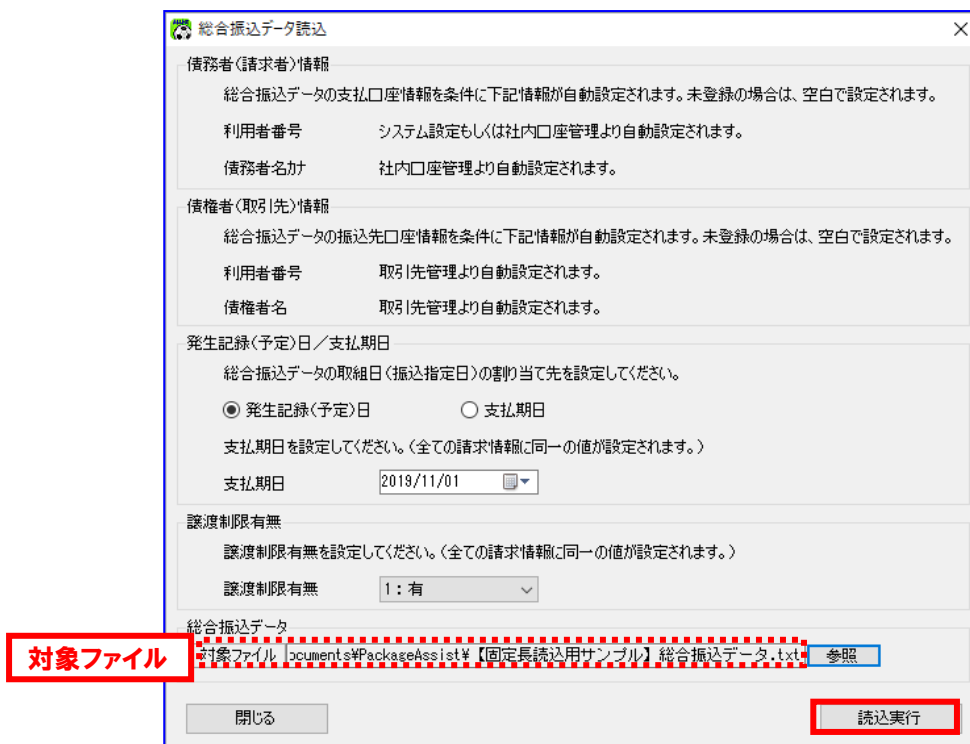 総合振込データ読込
債務者(請求者)情報
総合振込データの支払口座情報を条件に下記情報が自動設定されます。未登録の場合は、空白で設定されます。
利用者番号 システム設定もしくは社内口座管理より自動設定されます。
債務者名カナ 社内口座管理より自動設定されます。
債権者(取引先)情報
総合振込データの振込先口座情報を条件に下記情報が自動設定されます。未登録の場合は、空白で設定されます。
利用者番号 取引先管理より自動設定されます。
債権者名 取引先管理より自動設定されます。
発生記録(予定)日/支払期日
総合振込データの取組日(振込指定日)の割り当て先を設定してください。
発生記録(予定)日 支払期日
支払期日を設定してください。(全ての請求情報に同一の値が設定されます。)
支払期日 2019/11/01
譲渡制限有無
譲渡制限有無を設定してください。(全ての請求情報に同一の値が設定されます。)
譲渡制限有無 1:有
総合振込データ
対象ファイル
対象ファイル ocuments¥PackageAssist¥【固定長読込用サンプル】総合振込データ.txt 参照
閉じる 読込実行